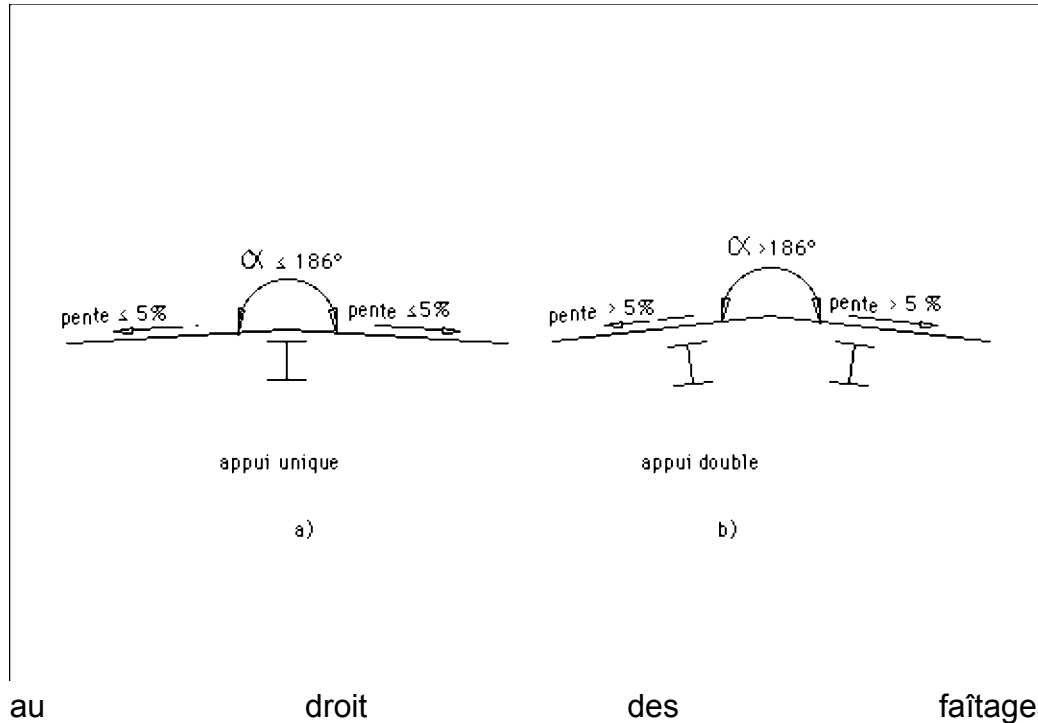 α ≤ 186°
pente ≤ 5%
pente ≤5%
appui unique
a)
α >186°
pente > 5%
pente > 5 %
appui double
b)
au droit des faîtages